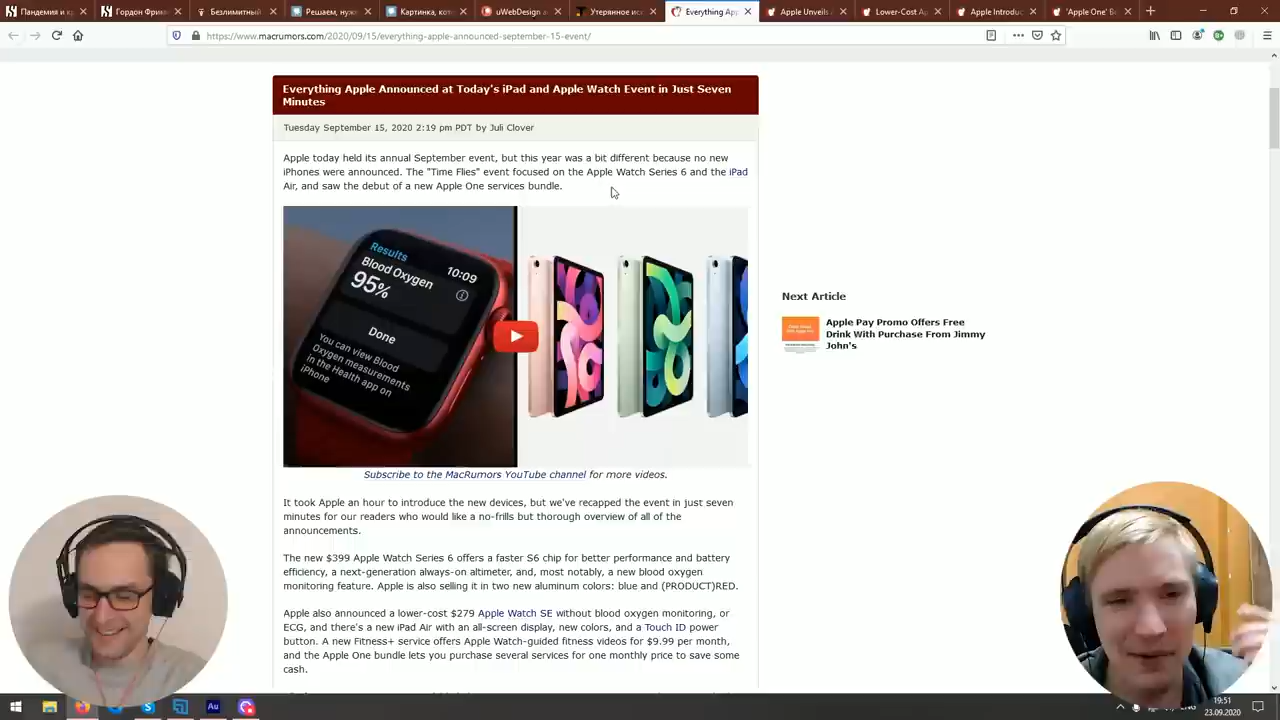 Пандемия и к
Гордон Фрима
Безлимитный
Решаем, нужн
Картинка, кот
uWebDesign —
Утерянное ис
Everything App
Apple Unveils
Lower-Cost Ap
Apple Introduc
'Apple One' B
https://www.macrumors.com/2020/09/15/everything-apple-announced-september-15-event/
Everything Apple Announced at Today's iPad and Apple Watch Event in Just Seven
Minutes
Tuesday September 15, 2020 2:19 pm PDT by Juli Clover
Apple today held its annual September event, but this year was a bit different because no new
iPhones were announced. The "Time Flies" event focused on the Apple Watch Series 6 and the iPad
Air, and saw the debut of a new Apple One services bundle.
Results
10:09
Blood Oxygen
95%
Done
You can view Blood
Oxygen measurements
in the Health app on
iPhone
Next Article
Apple Pay Promo Offers Free
Drink With Purchase From Jimmy
John's
Subscribe to the MacRumors YouTube channel for more videos.
It took Apple an hour to introduce the new devices, but we've recapped the event in just seven
minutes for our readers who would like a no-frills but thorough overview of all of the
announcements.
The new $399 Apple Watch Series 6 offers a faster S6 chip for better performance and battery
efficiency, a next-generation always-on altimeter, and, most notably, a new blood oxygen
monitoring feature. Apple is also selling it in two new aluminum colors: blue and (PRODUCT)RED.
Apple also announced a lower-cost $279 Apple Watch SE without blood oxygen monitoring, or
ECG, and there's a new iPad Air with an all-screen display, new colors, and a Touch ID power
button. A new Fitness+ service offers Apple Watch-guided fitness videos for $9.99 per month,
and the Apple One bundle lets you purchase several services for one monthly price to save some
cash.
Au
ENG
19:51
23.09.2020